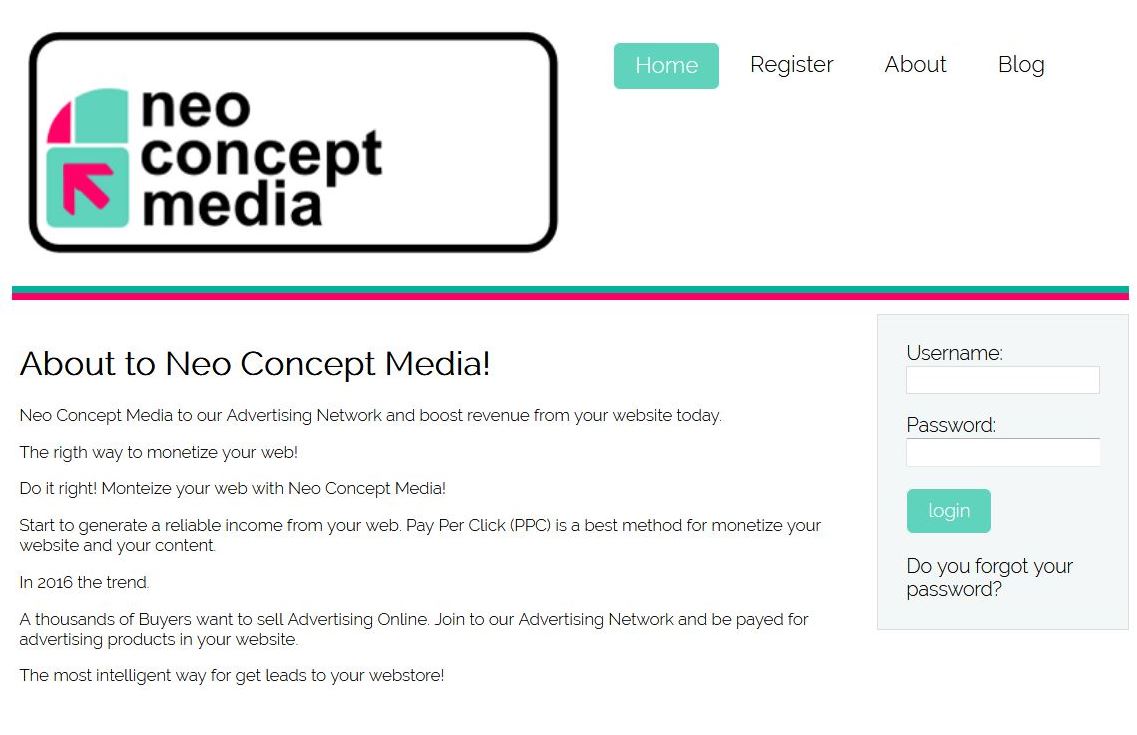 neo
concept
media
Home Register About Blog
About to Neo Concept Media!
Neo Concept Media to our Advertising Network and boost revenue from your website today.
The rigth way to monetize your web!
Do it right! Monteize your web with Neo Concept Media!
Start to generate a reliable income from your web. Pay Per Click (PPC) is a best method for monetize your
website and your content.
In 2016 the trend.
A thousands of Buyers want to sell Advertising Online. Join to our Advertising Network and be payed for
advertising products in your website.
The most intelligent way for get leads to your webstore!
Username:
Password:
login
Do you forgot your
password?